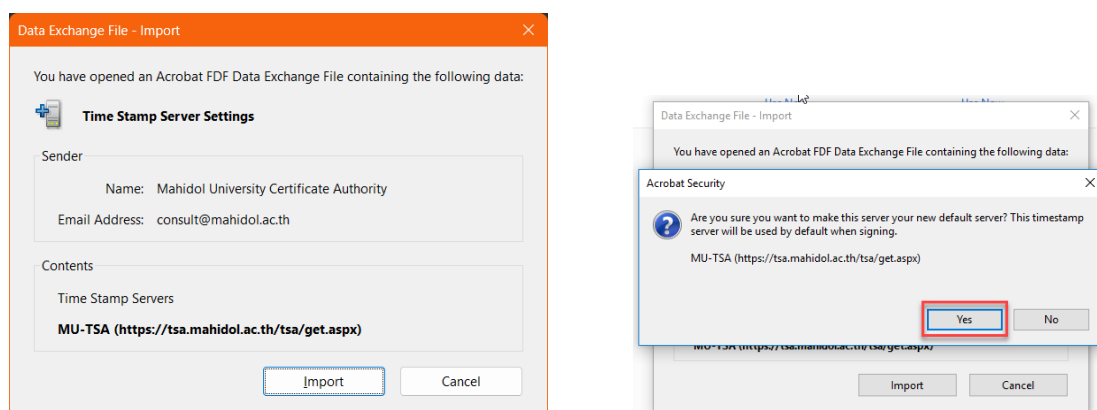 Data Exchange File - Import
You have opened an Acrobat FDF Data Exchange File containing the following data:
Time Stamp Server Settings
Sender
Name: Mahidol University Certificate Authority
Email Address: consult@mahidol.ac.th
Contents
Time Stamp Servers
MU-TSA (https://tsa.mahidol.ac.th/tsa/get.aspx)
Import
Cancel
Data Exchange File - Import
You have opened an Acrobat FDF Data Exchange File containing the following data:
Acrobat Security
Are you sure you want to make this server your new default server? This timestamp
server will be used by default when signing.
MU-TSA (https://tsa.mahidol.ac.th/tsa/get.aspx)
Yes
No
MU-TSA (https://tsa.mahidol.ac.th/tsa/get.aspx)
Import
Cancel